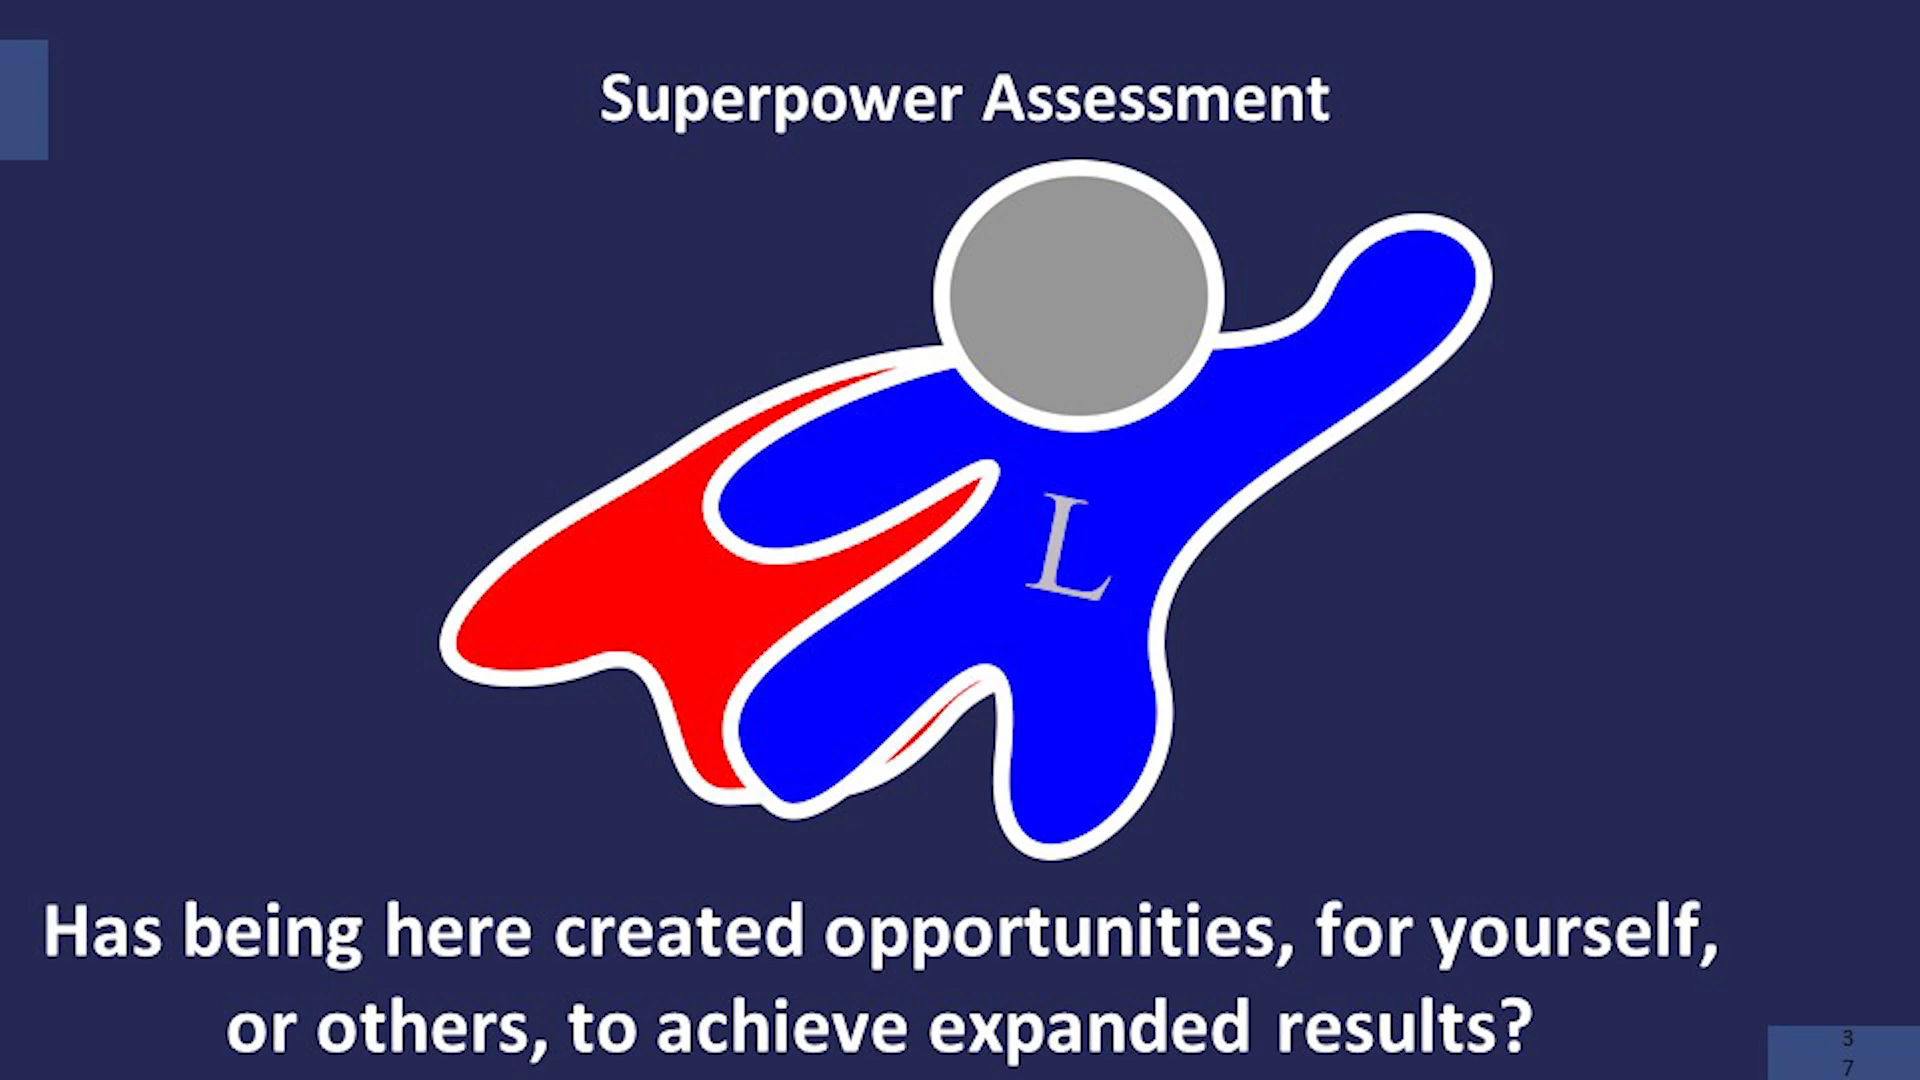 Superpower Assessment
L
Has being here created opportunities, for yourself,
or others, to achieve expanded results?
3
7